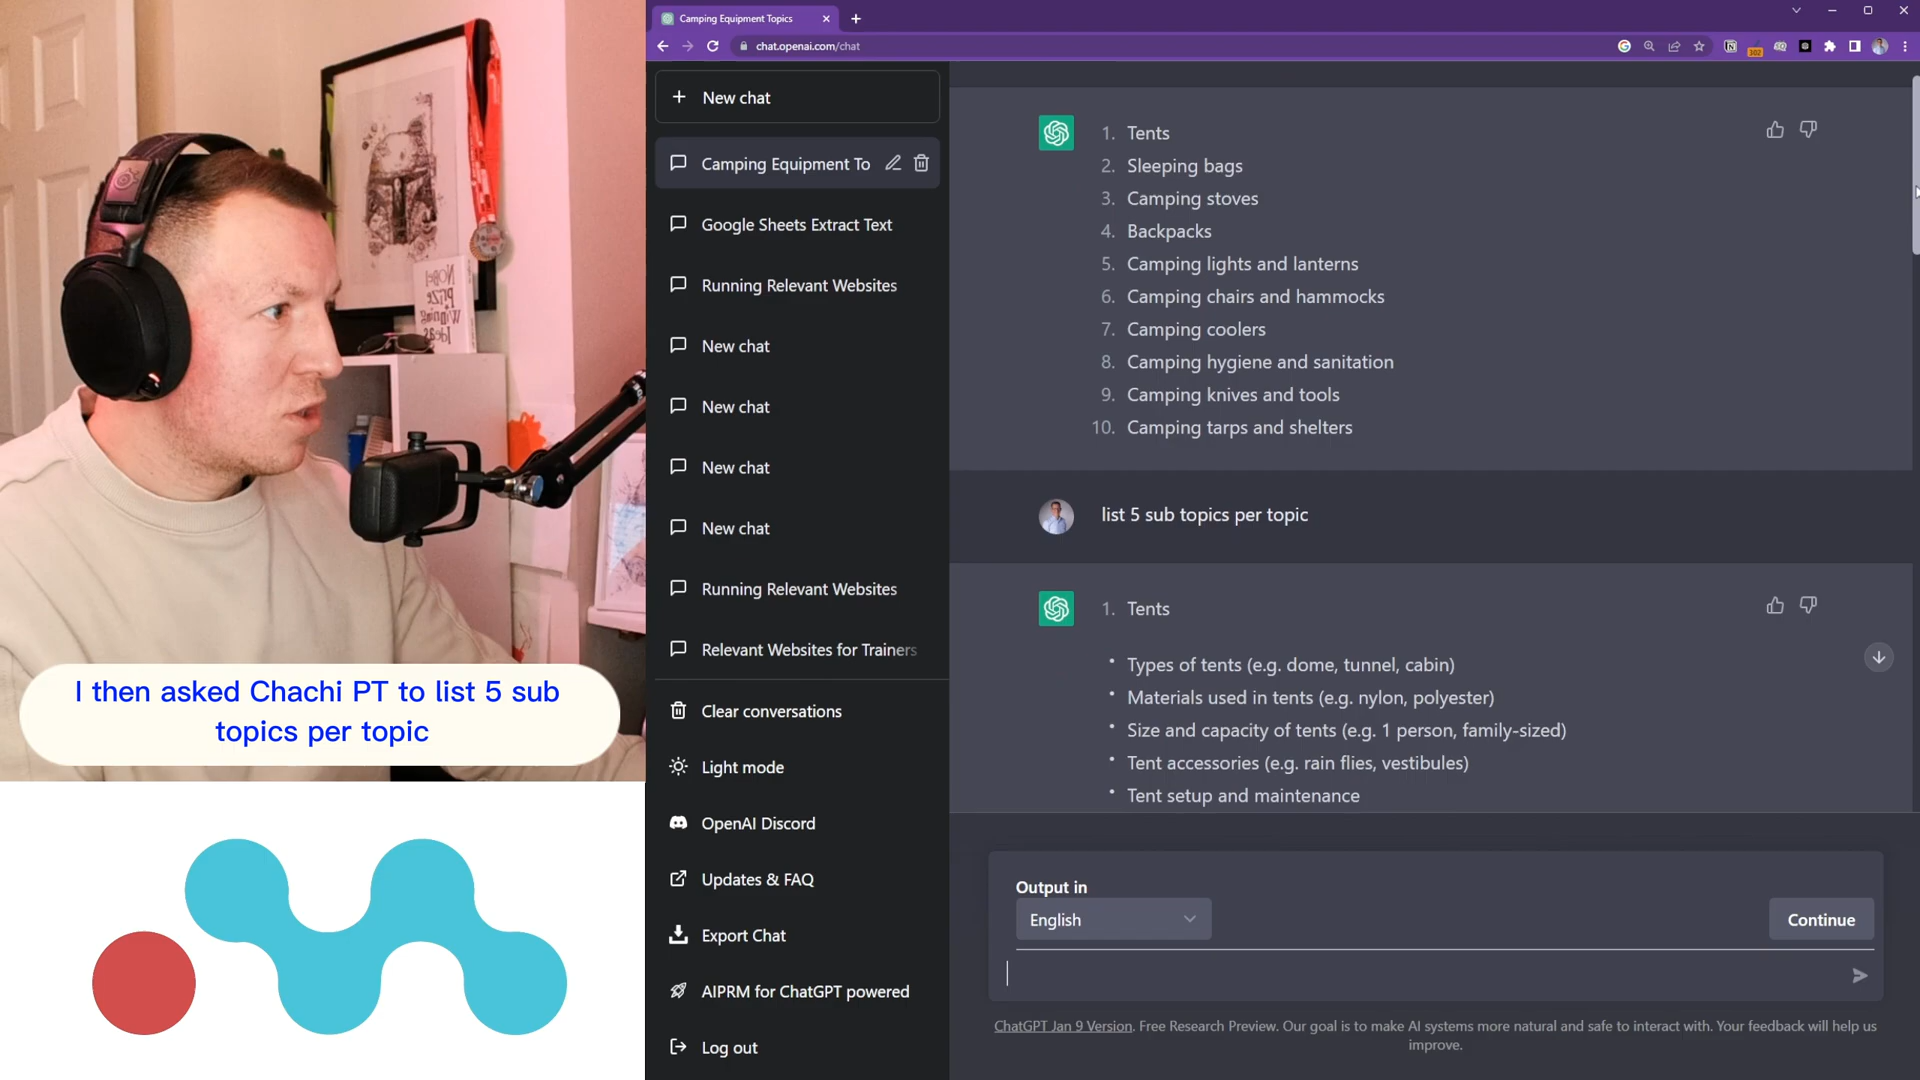 Camping Equipment Topics
chat.openai.com/chat
302
New chat
Camping Equipment To
Google Sheets Extract Text
Running Relevant Websites
New chat
New chat
New chat
New chat
Running Relevant Websites
Relevant Websites for Trainers
Clear conversations
Light mode
OpenAI Discord
Updates & FAQ
Export Chat
AIPRM for ChatGPT powered
Log out
1. Tents
2. Sleeping bags
3. Camping stoves
4. Backpacks
5. Camping lights and lanterns
6. Camping chairs and hammocks
7. Camping coolers
8. Camping hygiene and sanitation
9. Camping knives and tools
10. Camping tarps and shelters
list 5 sub topics per topic
1. Tents
• Types of tents (e.g. dome, tunnel, cabin)
• Materials used in tents (e.g. nylon, polyester)
• Size and capacity of tents (e.g. 1 person, family-sized)
• Tent accessories (e.g. rain flies, vestibules)
• Tent setup and maintenance
Output in
English
Continue
ChatGPT Jan 9 Version. Free Research Preview. Our goal is to make AI systems more natural and safe to interact with. Your feedback will help us
improve.
Nobel
Prize
Winning
Ideas
I then asked Chachi PT to list 5 sub
topics per topic